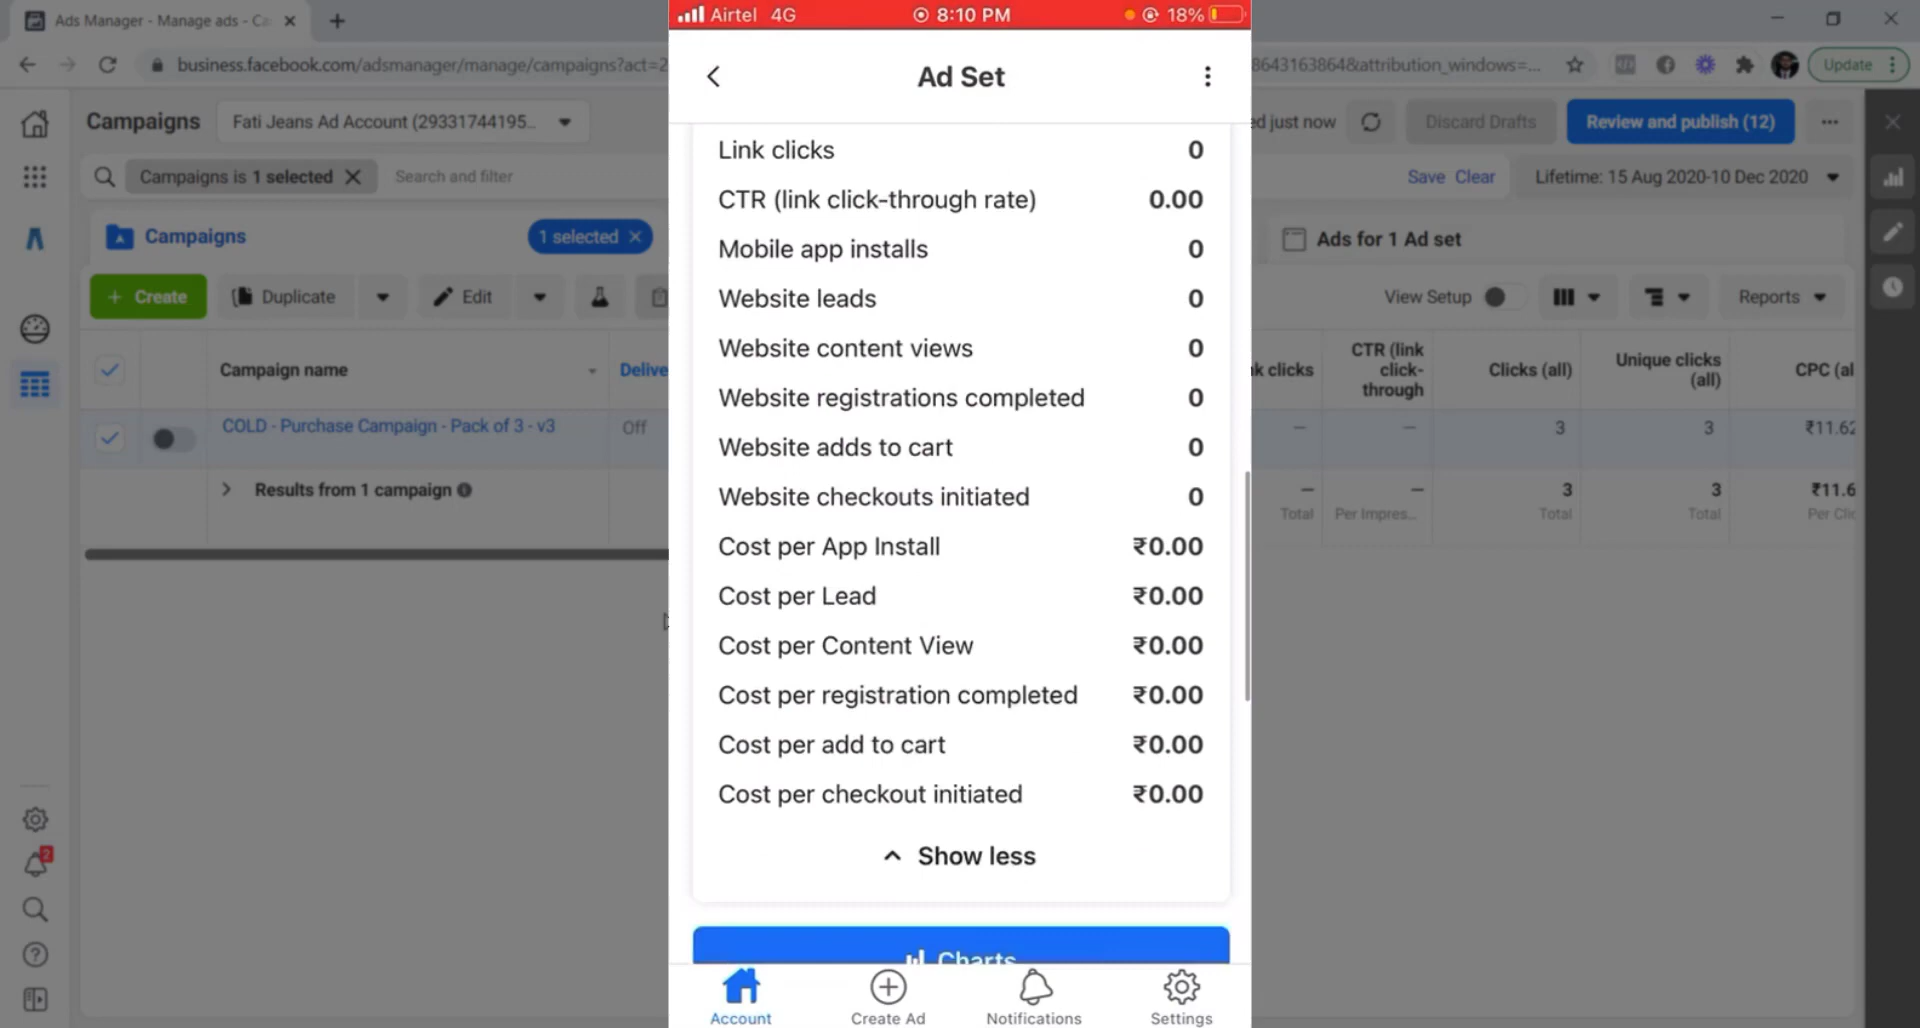 Ads Manager - Manage ads - Ca
business.facebook.com/adsmanager/manage/campaigns?act=2
8643163864&attribution_windows=...
Update
Campaigns
Fati Jeans Ad Account (29331744195...
ed just now
Discard Drafts
Review and publish (12)
Campaigns is 1 selected
Search and filter
Save Clear
Lifetime: 15 Aug 2020-10 Dec 2020
Campaigns
1 selected
Ads for 1 Ad set
Create
Duplicate
Edit
View Setup
Reports
Campaign name
Delive
k clicks
CTR (link
click-
through
Clicks (all)
Unique clicks
(all)
CPC (al
COLD - Purchase Campaign - Pack of 3 - v3
Off
—
—
3
3
₹11.62
Results from 1 campaign
—
—
3
3
₹11.6
Total
Per Impres...
Total
Total
Per Clic
2
Airtel 4G
8:10 PM
18%
Ad Set
Link clicks 0
CTR (link click-through rate) 0.00
Mobile app installs 0
Website leads 0
Website content views 0
Website registrations completed 0
Website adds to cart 0
Website checkouts initiated 0
Cost per App Install ₹0.00
Cost per Lead ₹0.00
Cost per Content View ₹0.00
Cost per registration completed ₹0.00
Cost per add to cart ₹0.00
Cost per checkout initiated ₹0.00
Show less
Charts
Account
Create Ad
Notifications
Settings